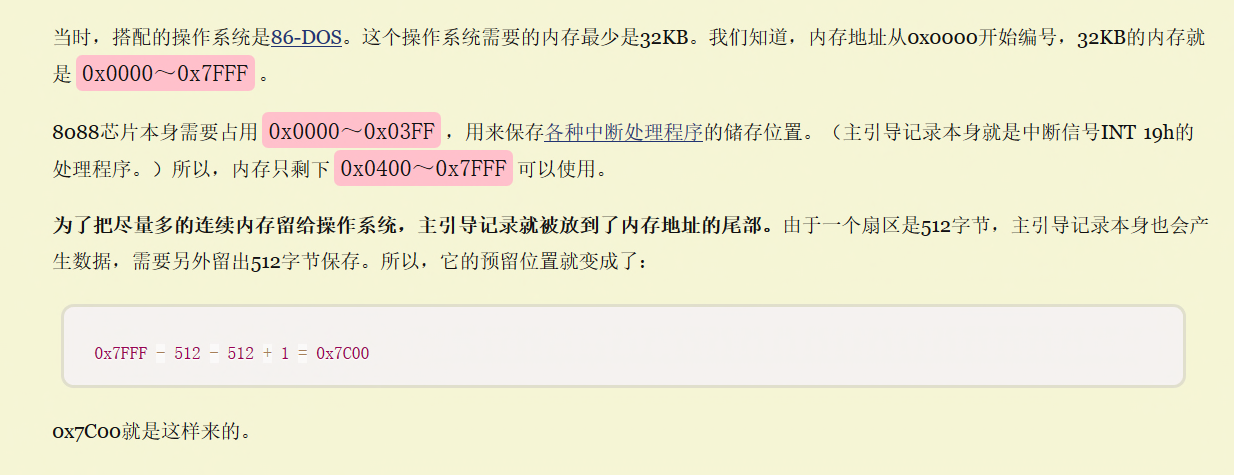 当时，搭配的操作系统是86-DOS。这个操作系统需要的内存最少是32KB。我们知道，内存地址从0x0000开始编号，32KB的内存就
是 0x0000～0x7FFF 。
8088芯片本身需要占用 0x0000～0x03FF ，用来保存各种中断处理程序的储存位置。（主引导记录本身就是中断信号INT 19h的
处理程序。）所以，内存只剩下 0x0400～0x7FFF 可以使用。
为了把尽量多的连续内存留给操作系统，主引导记录就被放到了内存地址的尾部。由于一个扇区是512字节，主引导记录本身也会产
生数据，需要另外留出512字节保存。所以，它的预留位置就变成了：
0x7FFF - 512 - 512 + 1 = 0x7C00
0x7C00就是这样来的。